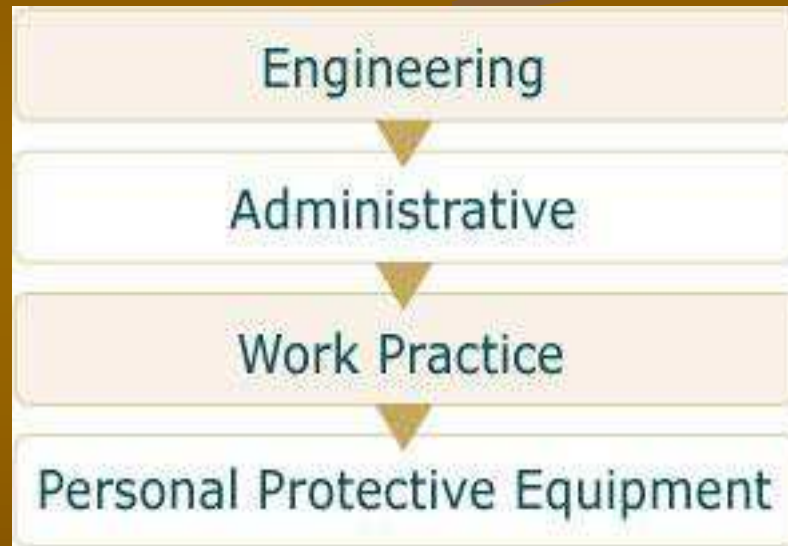 Engineering
Administrative
Work Practice
Personal Protective Equipment